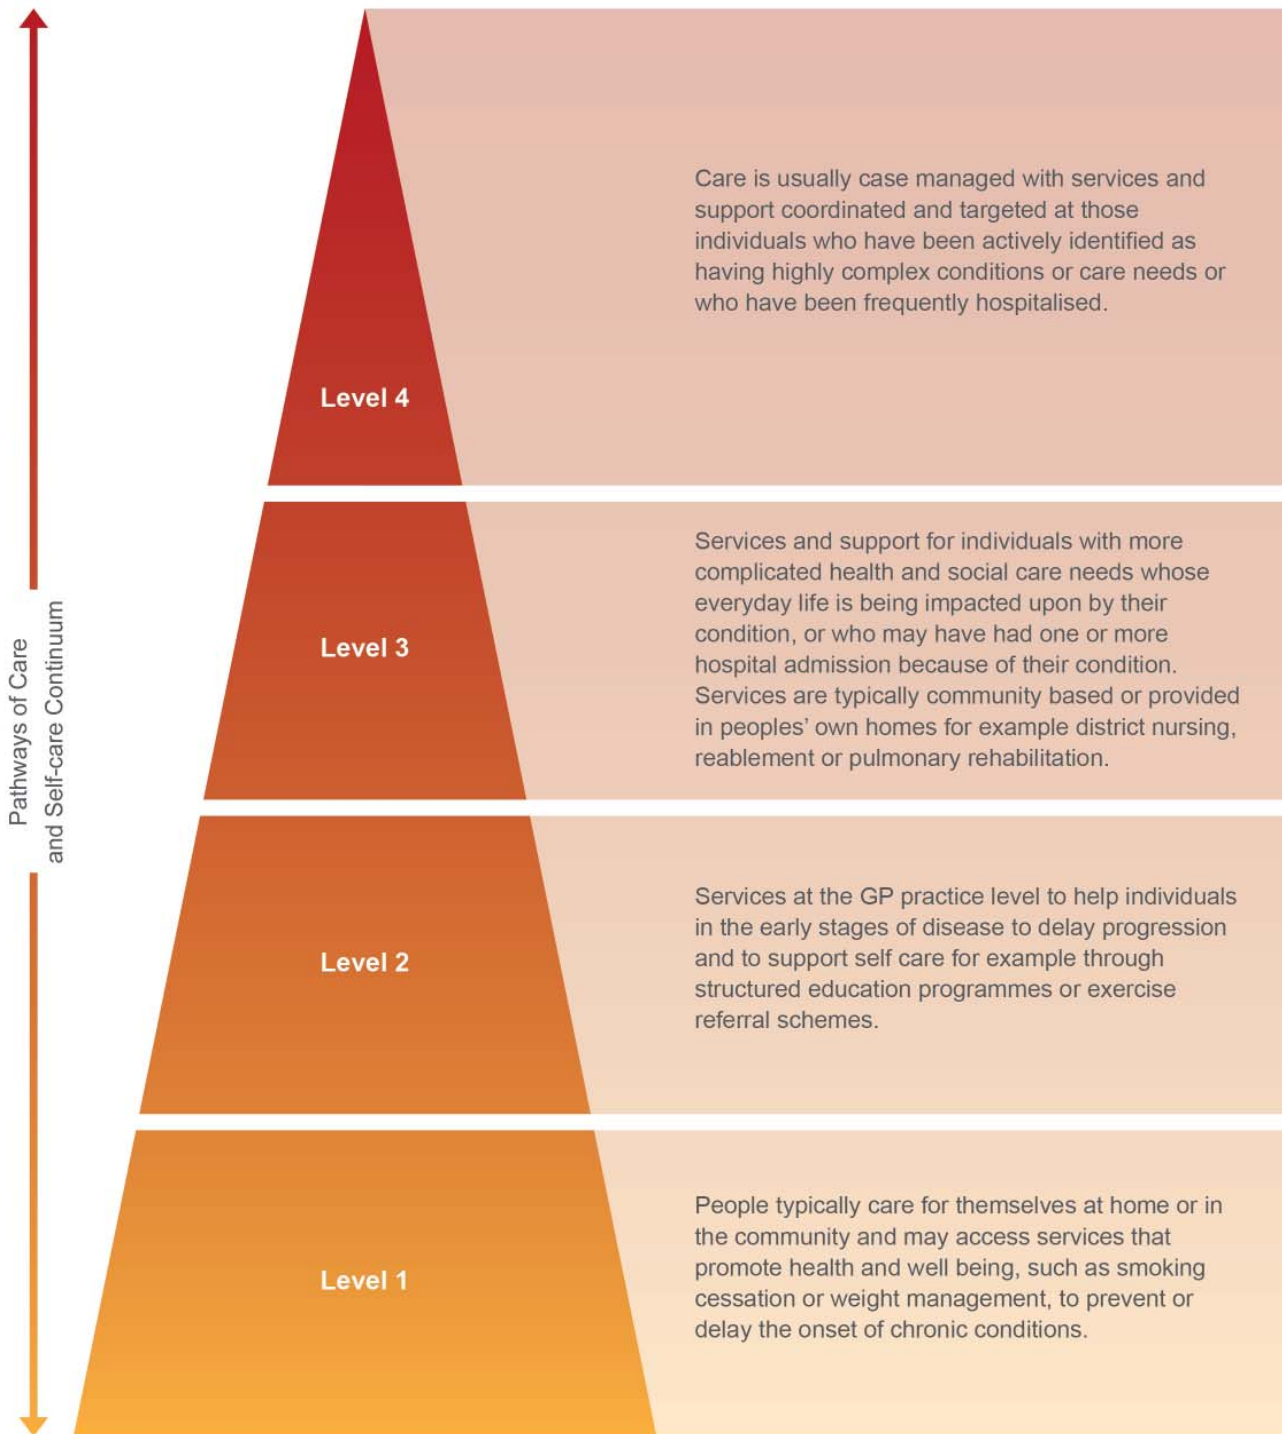 Pathways of Care
and Self-care Continuum
Level 4
Care is usually case managed with services and
support coordinated and targeted at those
individuals who have been actively identified as
having highly complex conditions or care needs or
who have been frequently hospitalised.
Level 3
Services and support for individuals with more
complicated health and social care needs whose
everyday life is being impacted upon by their
condition, or who may have had one or more
hospital admission because of their condition.
Services are typically community based or provided
in peoples’ own homes for example district nursing,
reablement or pulmonary rehabilitation.
Level 2
Services at the GP practice level to help individuals
in the early stages of disease to delay progression
and to support self care for example through
structured education programmes or exercise
referral schemes.
Level 1
People typically care for themselves at home or in
the community and may access services that
promote health and well being, such as smoking
cessation or weight management, to prevent or
delay the onset of chronic conditions.